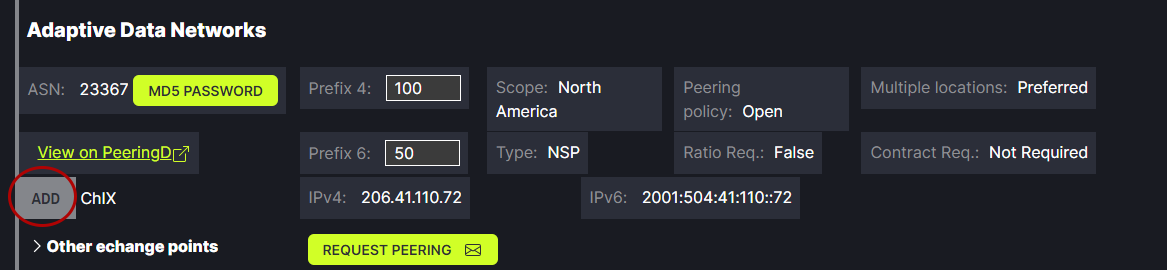 Adaptive Data Networks
ASN: 23367 MD5 PASSWORD
Prefix 4: 100
Scope: North
America
Peering
policy: Open
Multiple locations: Preferred
View on PeeringD
Prefix 6: 50
Type: NSP
Ratio Req.: False
Contract Req.: Not Required
ADD ChIX
IPv4: 206.41.110.72
IPv6: 2001:504:41:110::72
Other echange points
REQUEST PEERING